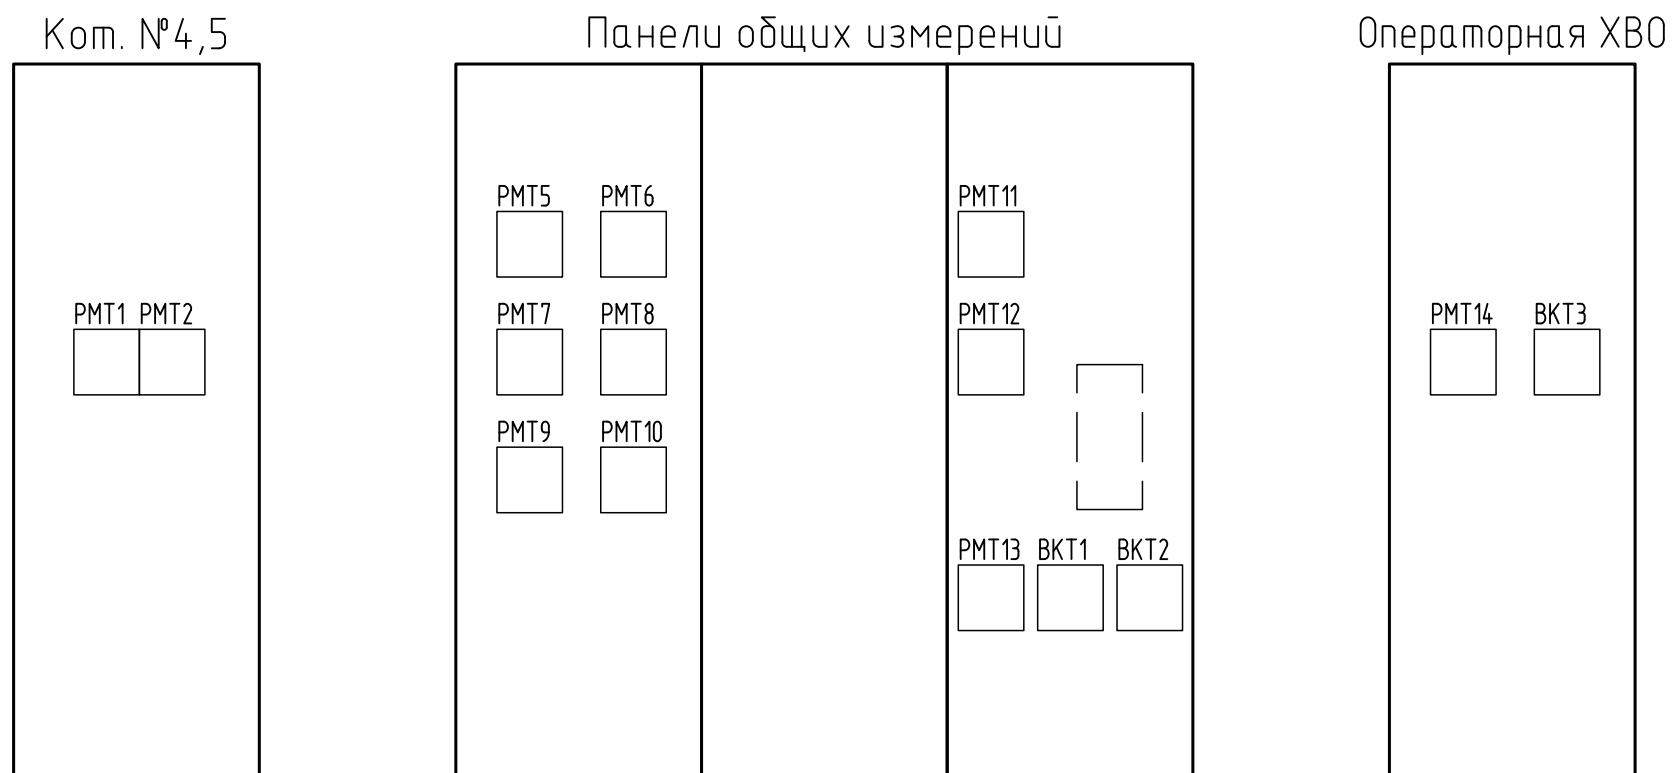 Кот. №4,5
Панели общих измерений
Операторная ХВО
РМТ5 РМТ6 РМТ11
РМТ1 РМТ2 РМТ7 РМТ8 РМТ12 РМТ14 ВКТ3
РМТ9 РМТ10
РМТ13 ВКТ1 ВКТ2